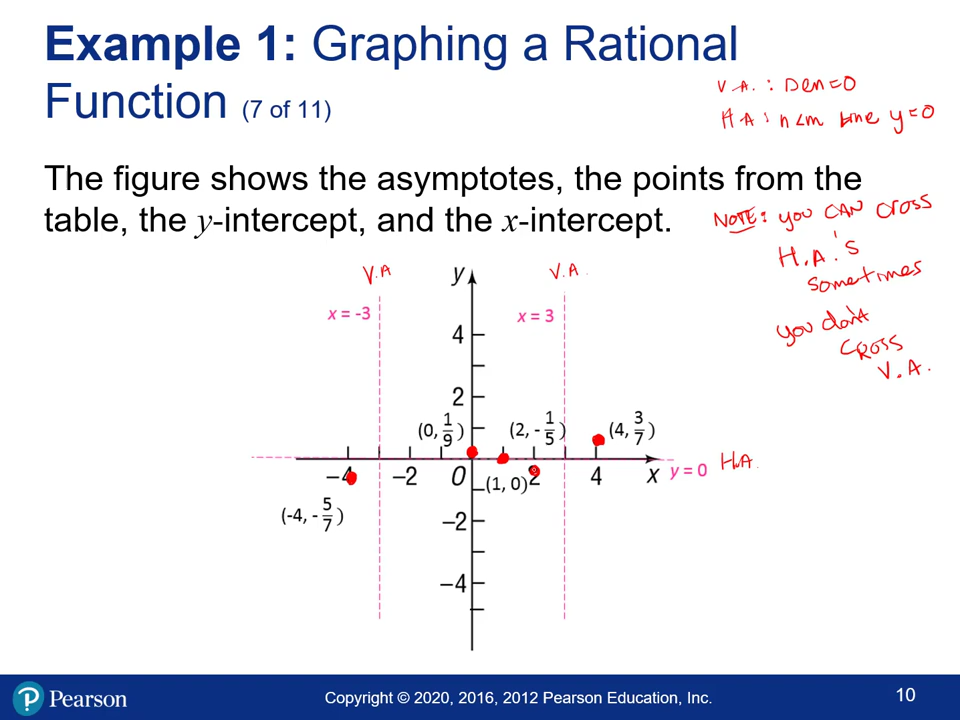 Example 1: Graphing a Rational
Function (7 of 11)
V.A. : Den=0
H A : n<m line y=0
The figure shows the asymptotes, the points from the
table, the y-intercept, and the x-intercept.
NOTE: you CAN cross
H.A.'s
sometimes
you don't
CROSS
V.A.
V.A
V.A.
y
x = -3
x = 3
4
2
(0, 1/9)
(2, -1/5)
(4, 3/7)
-4
-2
O
(1, 0)
2
4
x
y = 0
H.A.
(-4, -5/7)
-2
-4
Pearson
Copyright © 2020, 2016, 2012 Pearson Education, Inc.
10